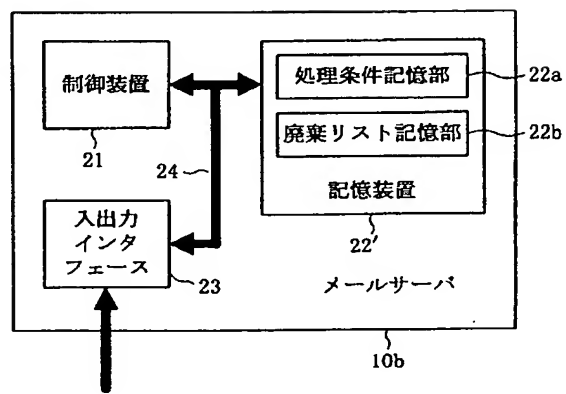 制御装置
21
処理条件記憶部
22a
廃棄リスト記憶部
22b
記憶装置
22′
24
入出力
インタ
フェース
23
メールサーバ
10b